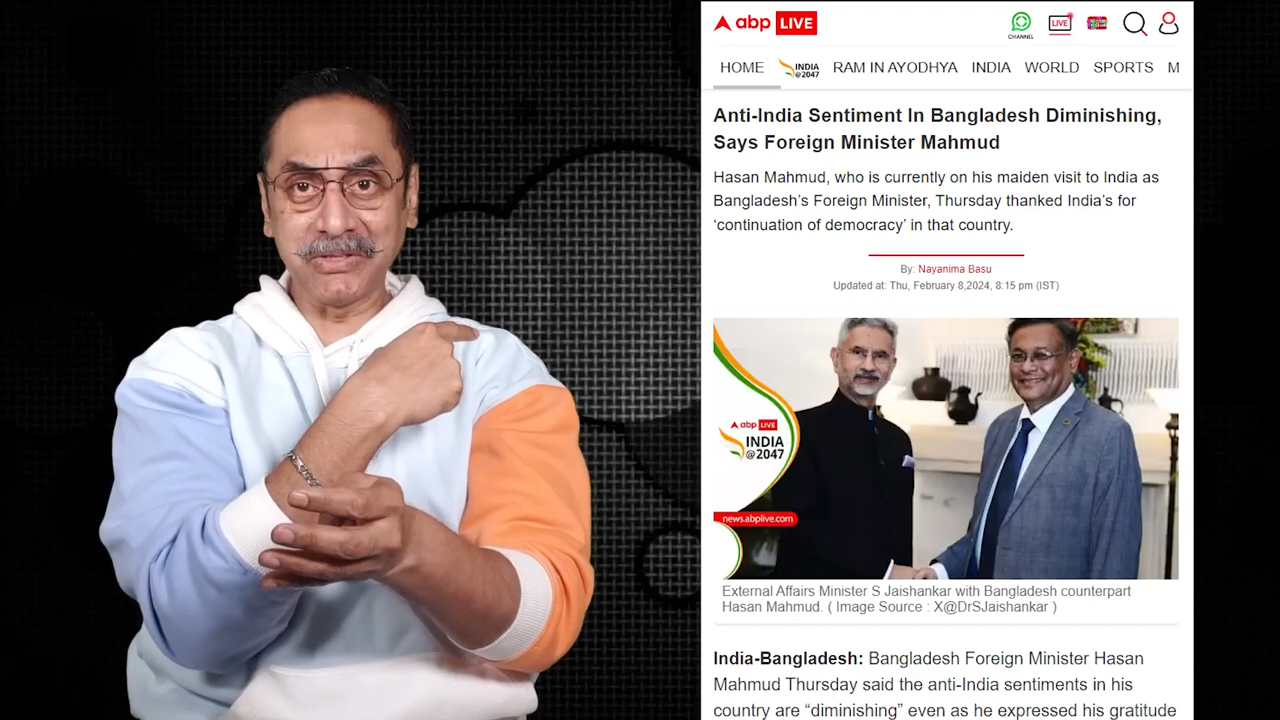 abp LIVE
CHANNEL
LIVE
HOME INDIA @2047 RAM IN AYODHYA INDIA WORLD SPORTS M
Anti-India Sentiment In Bangladesh Diminishing,
Says Foreign Minister Mahmud
Hasan Mahmud, who is currently on his maiden visit to India as
Bangladesh's Foreign Minister, Thursday thanked India's for
'continuation of democracy' in that country.
By: Nayanima Basu
Updated at: Thu, February 8,2024, 8:15 pm (IST)
abp LIVE
INDIA
@2047
news.abplive.com
External Affairs Minister S Jaishankar with Bangladesh counterpart
Hasan Mahmud. ( Image Source : X@DrSJaishankar )
India-Bangladesh: Bangladesh Foreign Minister Hasan
Mahmud Thursday said the anti-India sentiments in his
country are “diminishing” even as he expressed his gratitude